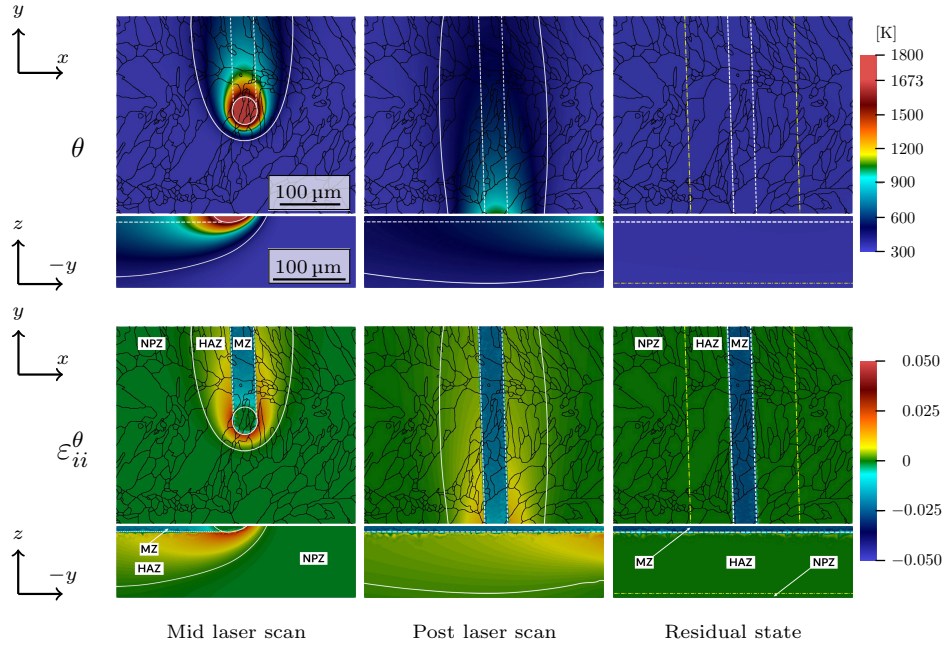 y
[K]
1800
x
1673
1500
θ
1200
900
100 µm
600
z
300
100 µm
−y
y
NPZ HAZ MZ
NPZ HAZ MZ
0.050
x
0.025
ε^θ_ii
0
z
−0.025
MZ
HAZ
NPZ
MZ
HAZ
NPZ
−y
−0.050
Mid laser scan
Post laser scan
Residual state